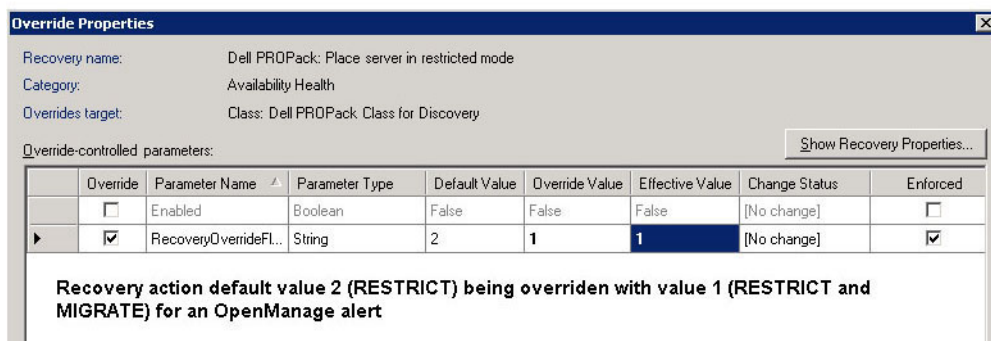 Override Properties
Recovery name: Dell PROPack: Place server in restricted mode
Category: Availability Health
Overrides target: Class: Dell PROPack Class for Discovery
Override-controlled parameters: Show Recovery Properties...
Override Parameter Name Parameter Type Default Value Override Value Effective Value Change Status Enforced
Enabled Boolean False False False [No change]
RecoveryOverrideFl... String 2 1 1 [No change]
Recovery action default value 2 (RESTRICT) being overriden with value 1 (RESTRICT and
MIGRATE) for an OpenManage alert